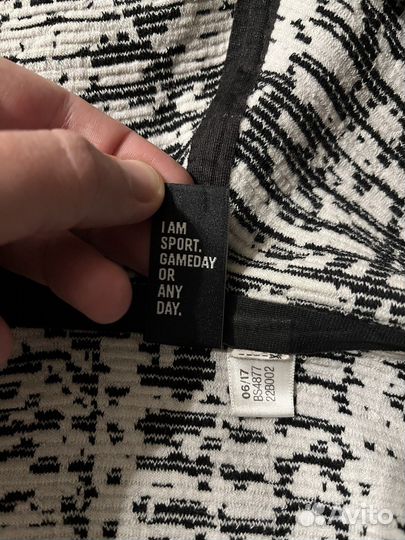 I AM
SPORT.
GAMEDAY
OR
ANY
DAY.
06/17
BS4877
228002
Avito